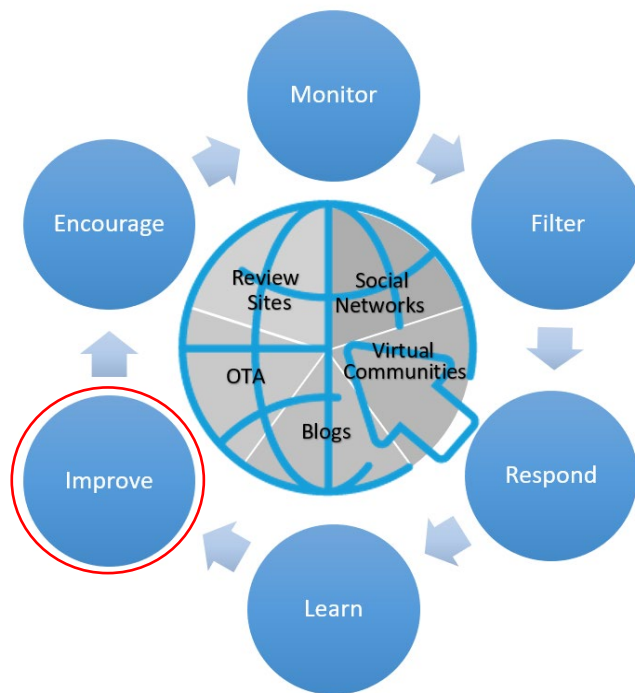 Monitor
Encourage
Filter
Review
Sites
Social
Networks
OTA
Virtual
Communities
Blogs
Improve
Respond
Learn